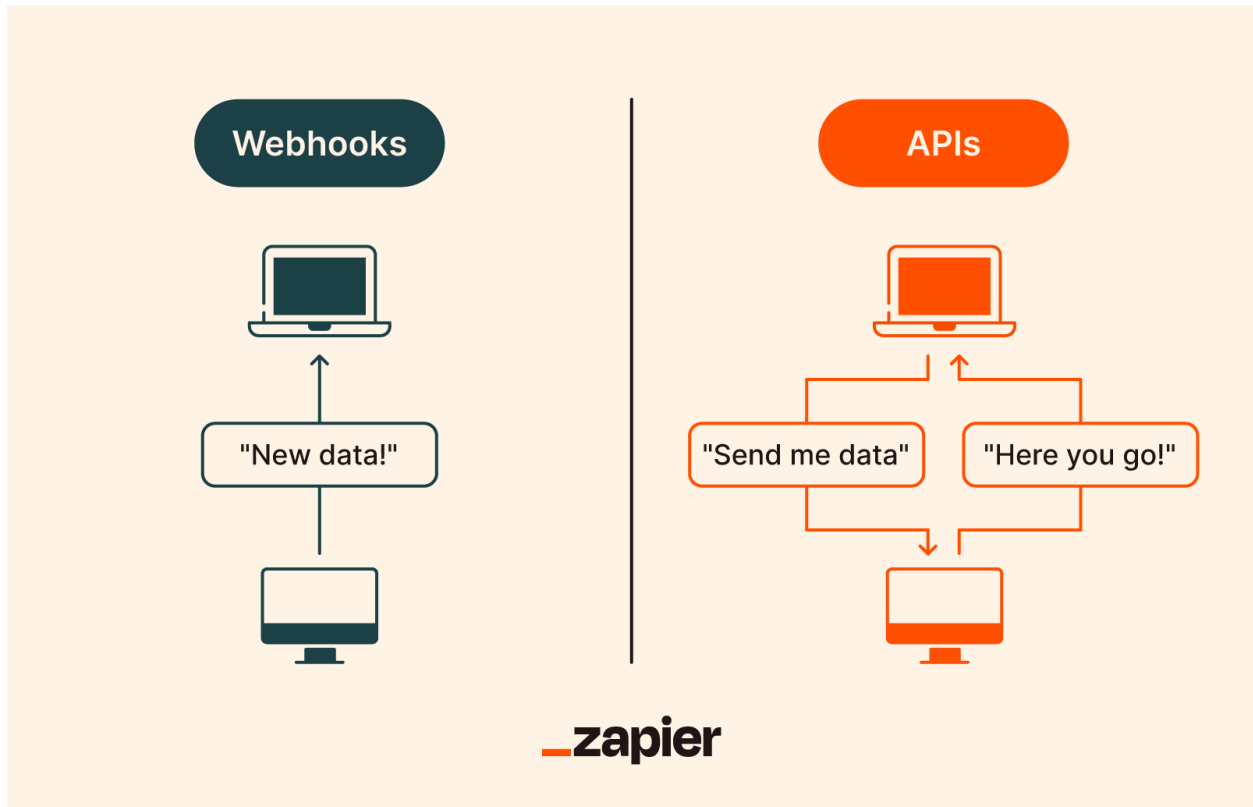 Webhooks
APIs
"New data!"
"Send me data"
"Here you go!"
_zapier